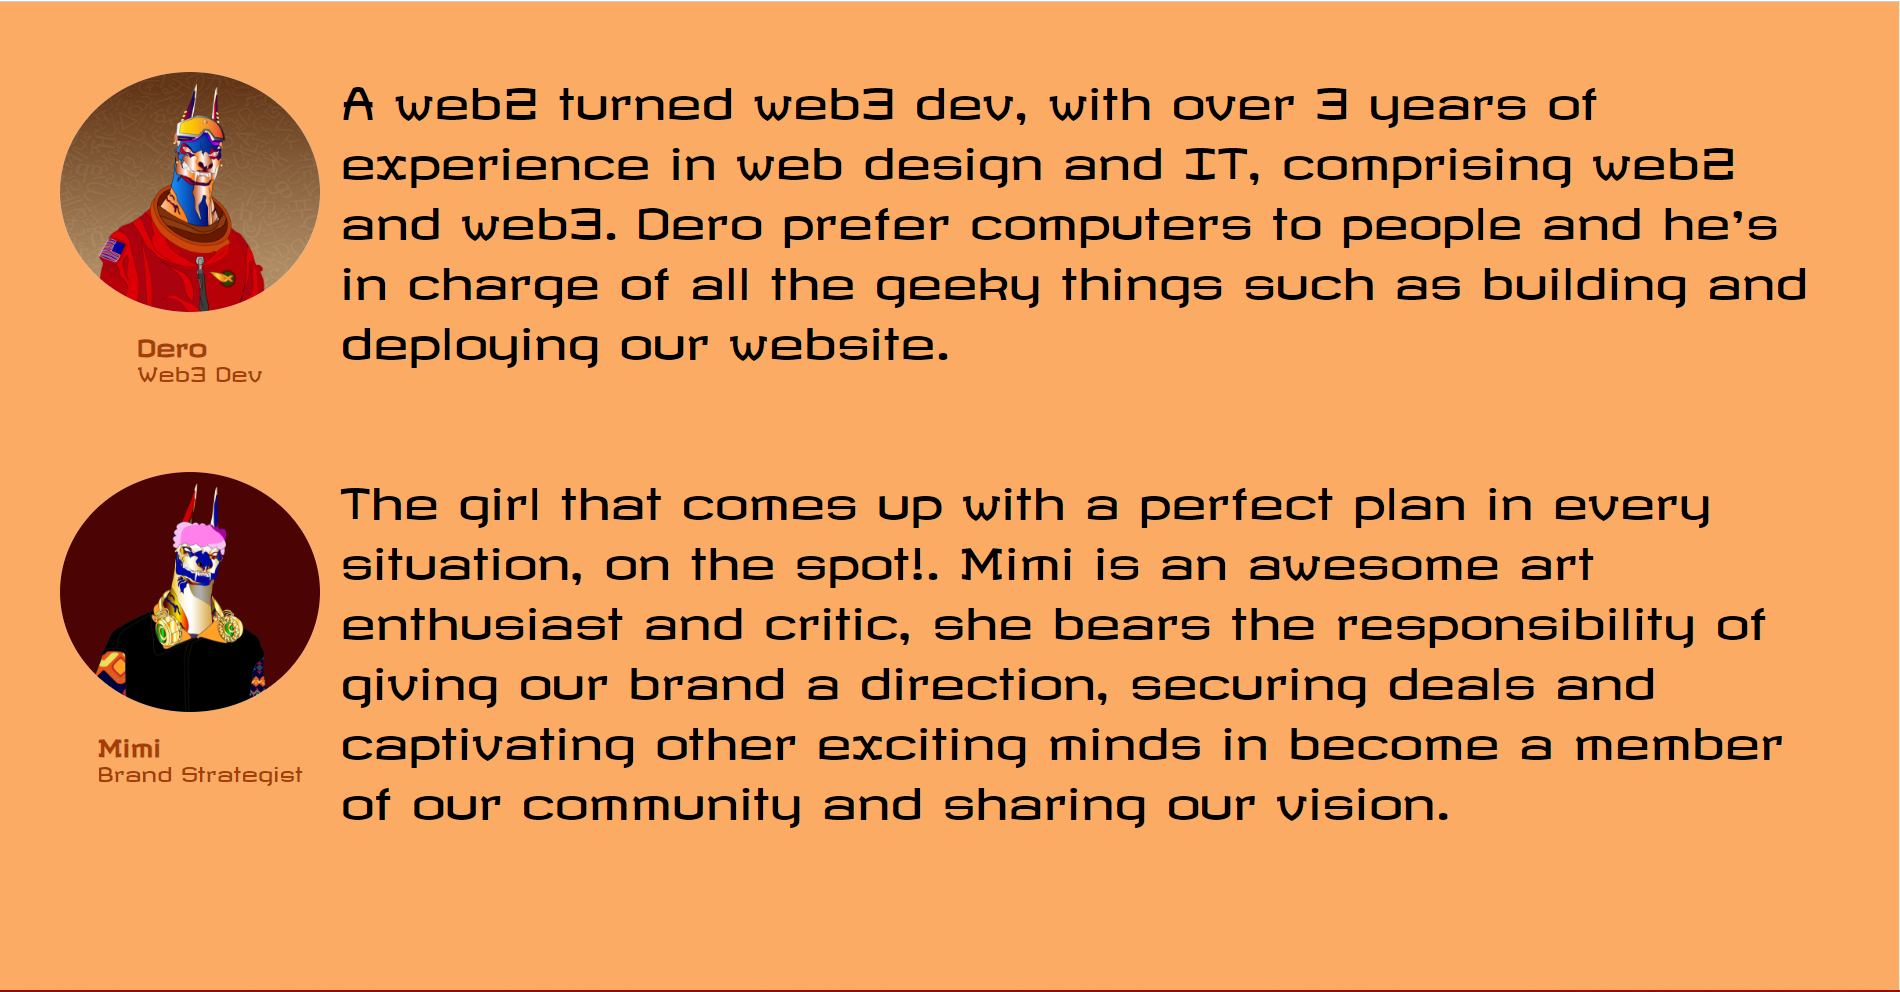 A web2 turned web3 dev, with over 3 years of
experience in web design and IT, comprising web2
and web3. Dero prefer computers to people and he's
in charge of all the geeky things such as building and
deploying our website.
Dero
Web3 Dev
The girl that comes up with a perfect plan in every
situation, on the spot!. Mimi is an awesome art
enthusiast and critic, she bears the responsibility of
giving our brand a direction, securing deals and
captivating other exciting minds in become a member
of our community and sharing our vision.
Mimi
Brand Strategist